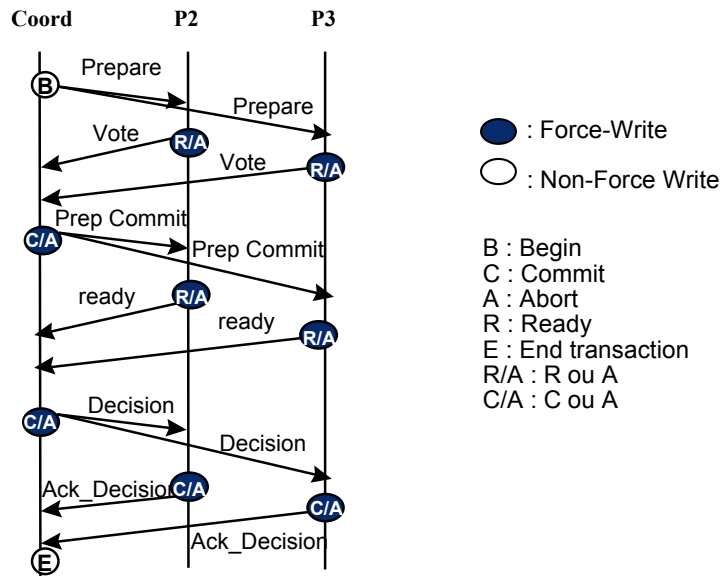 Coord P2 P3
Prepare
B
Prepare
Vote
R/A
Vote
R/A
Prep Commit
C/A
Prep Commit
ready
R/A
ready
R/A
Decision
C/A
Decision
Ack_Decision
C/A
C/A
Ack_Decision
E
: Force-Write
: Non-Force Write
B : Begin
C : Commit
A : Abort
R : Ready
E : End transaction
R/A : R ou A
C/A : C ou A